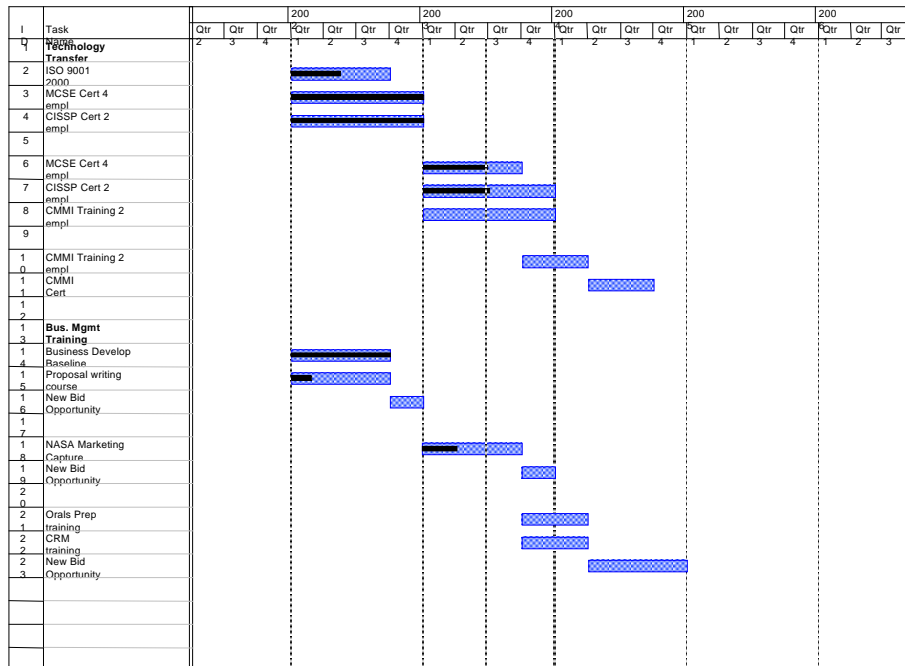 200 200 200 200 200
I Task Qtr Qtr Qtr Qtr Qtr Qtr Qtr Qtr Qtr Qtr Qtr Qtr Qtr Qtr Qtr Qtr Qtr Qtr Qtr Qtr Qtr Qtr
D Name 2 3 4 1 2 3 4 3 1 2 3 4 4 1 2 3 4 5 1 2 3 4 1 2 3
1 Technology
Transfer
2 ISO 9001
2000
3 MCSE Cert 4
empl
4 CISSP Cert 2
empl
5
6 MCSE Cert 4
empl
7 CISSP Cert 2
empl
8 CMMI Training 2
empl
9
1 CMMI Training 2
0 empl
1 CMMI
1 Cert
1
2
1 Bus. Mgmt
3 Training
1 Business Develop
4 Baseline
1 Proposal writing
5 course
1 New Bid
6 Opportunity
1
7
1 NASA Marketing
8 Capture
1 New Bid
9 Opportunity
2
0
2 Orals Prep
1 training
2 CRM
2 training
2 New Bid
3 Opportunity